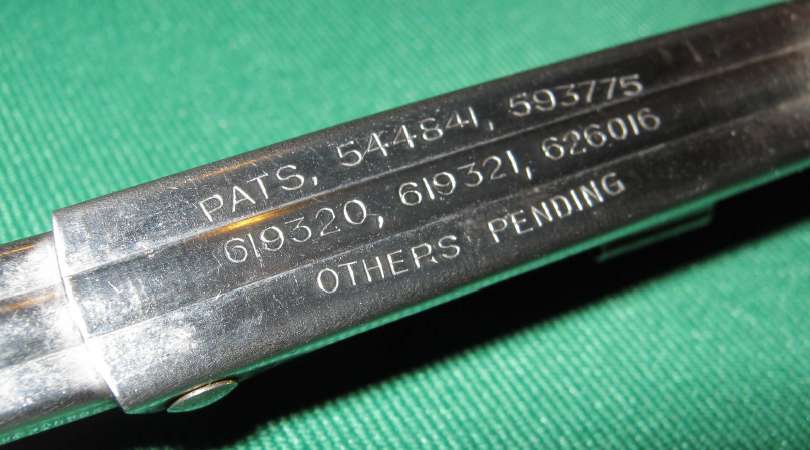 PATS, 544841, 593775
619320, 619321, 626016
OTHERS PENDING